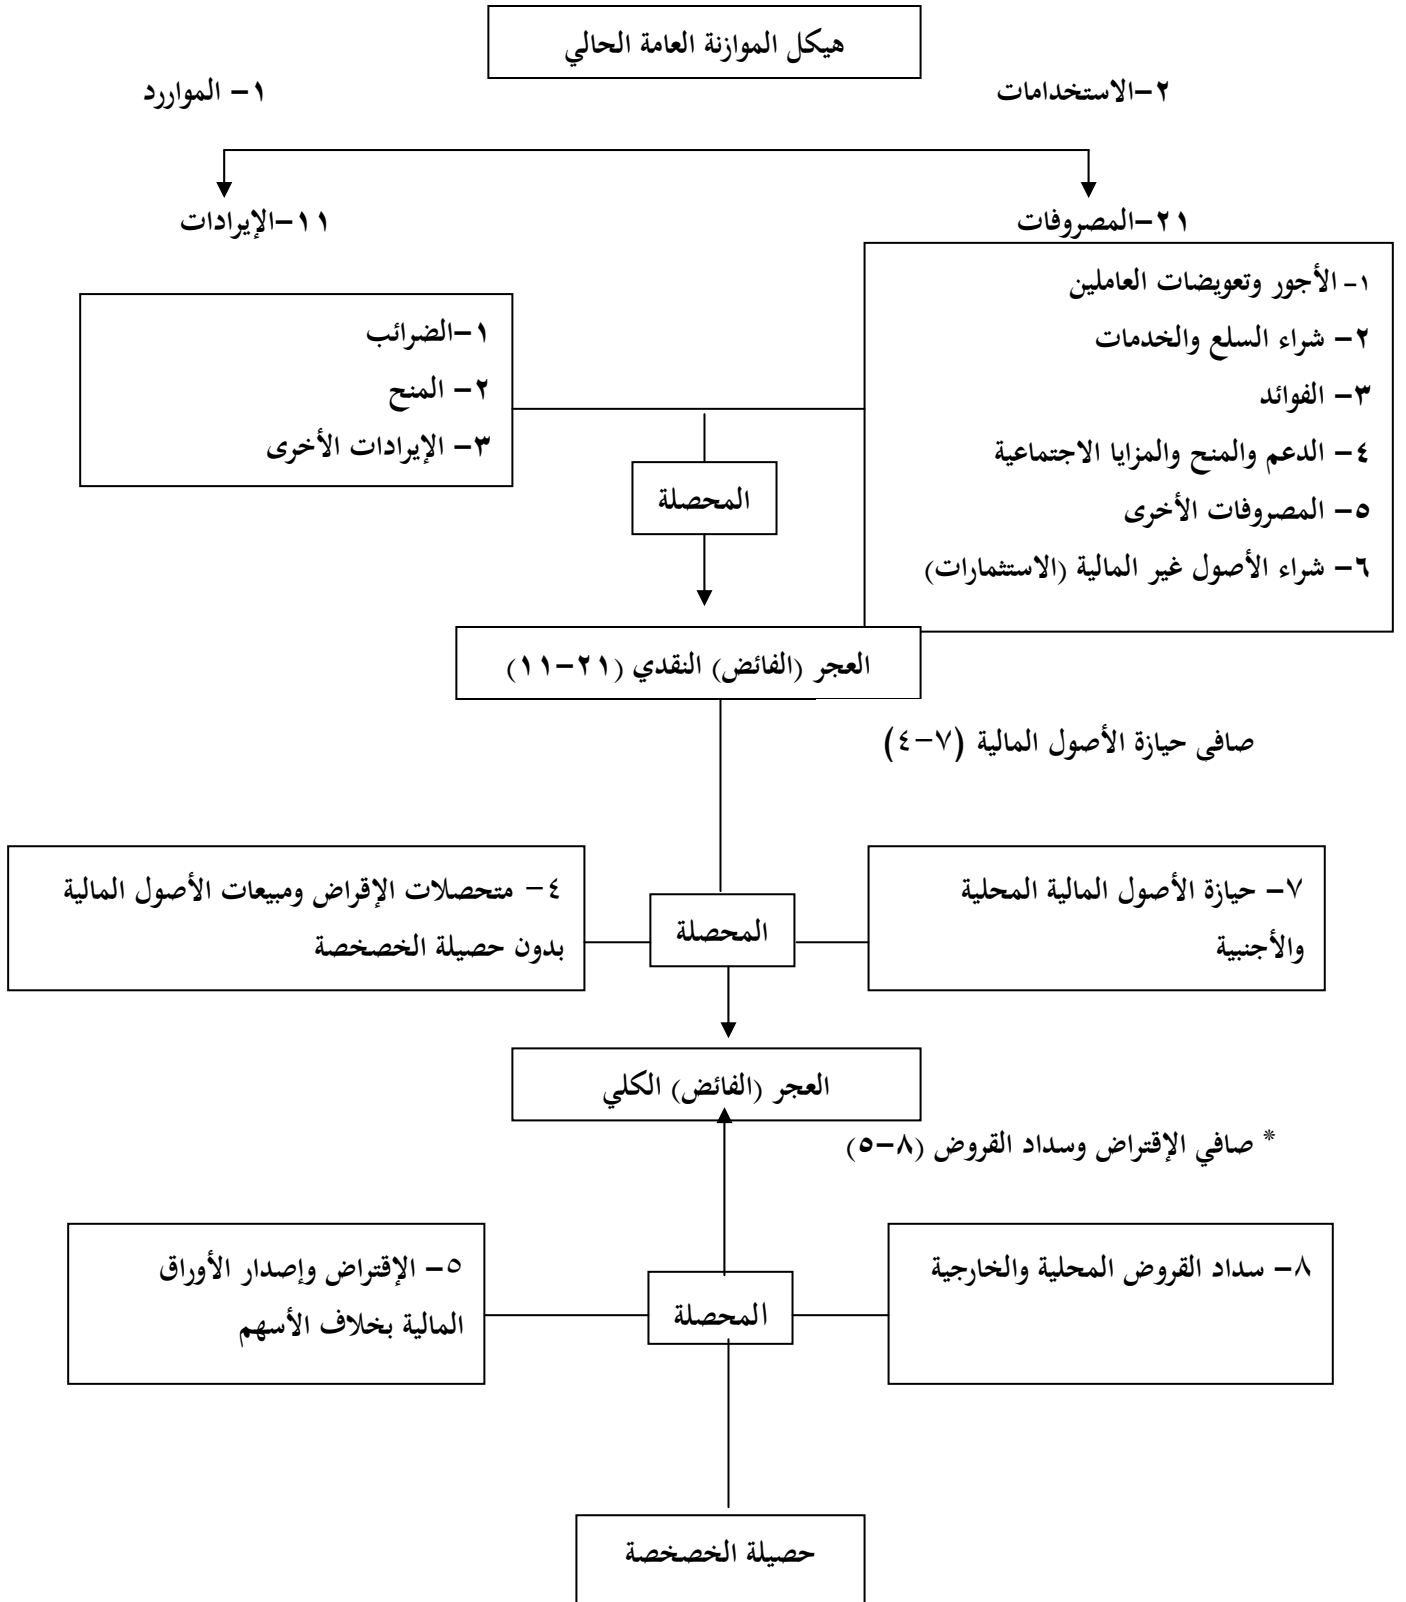 هيكل الموازنة العامة الحالي
٢-الاستخدامات
١- المواررد
٢١-المصروفات
١١-الإيرادات
١- الأجور وتعويضات العاملين
٢- شراء السلع والخدمات
٣- الفوائد
٤- الدعم والمنح والمزايا الاجتماعية
٥- المصروفات الأخرى
٦- شراء الأصول غير المالية (الاستثمارات)
١-الضرائب
٢- المنح
٣- الإيرادات الأخرى
المحصلة
العجر (الفائض) النقدي (٢١-١١)
صافى حيازة الأصول المالية (٧-٤)
٧- حيازة الأصول المالية المحلية
والأجنبية
المحصلة
٤- متحصلات الإقراض ومبيعات الأصول المالية
بدون حصيلة الخصخصة
العجر (الفائض) الكلي
* صافي الإقتراض وسداد القروض (٨-٥)
٨- سداد القروض المحلية والخارجية
المحصلة
٥- الإقتراض وإصدار الأوراق
المالية بخلاف الأسهم
حصيلة الخصخصة